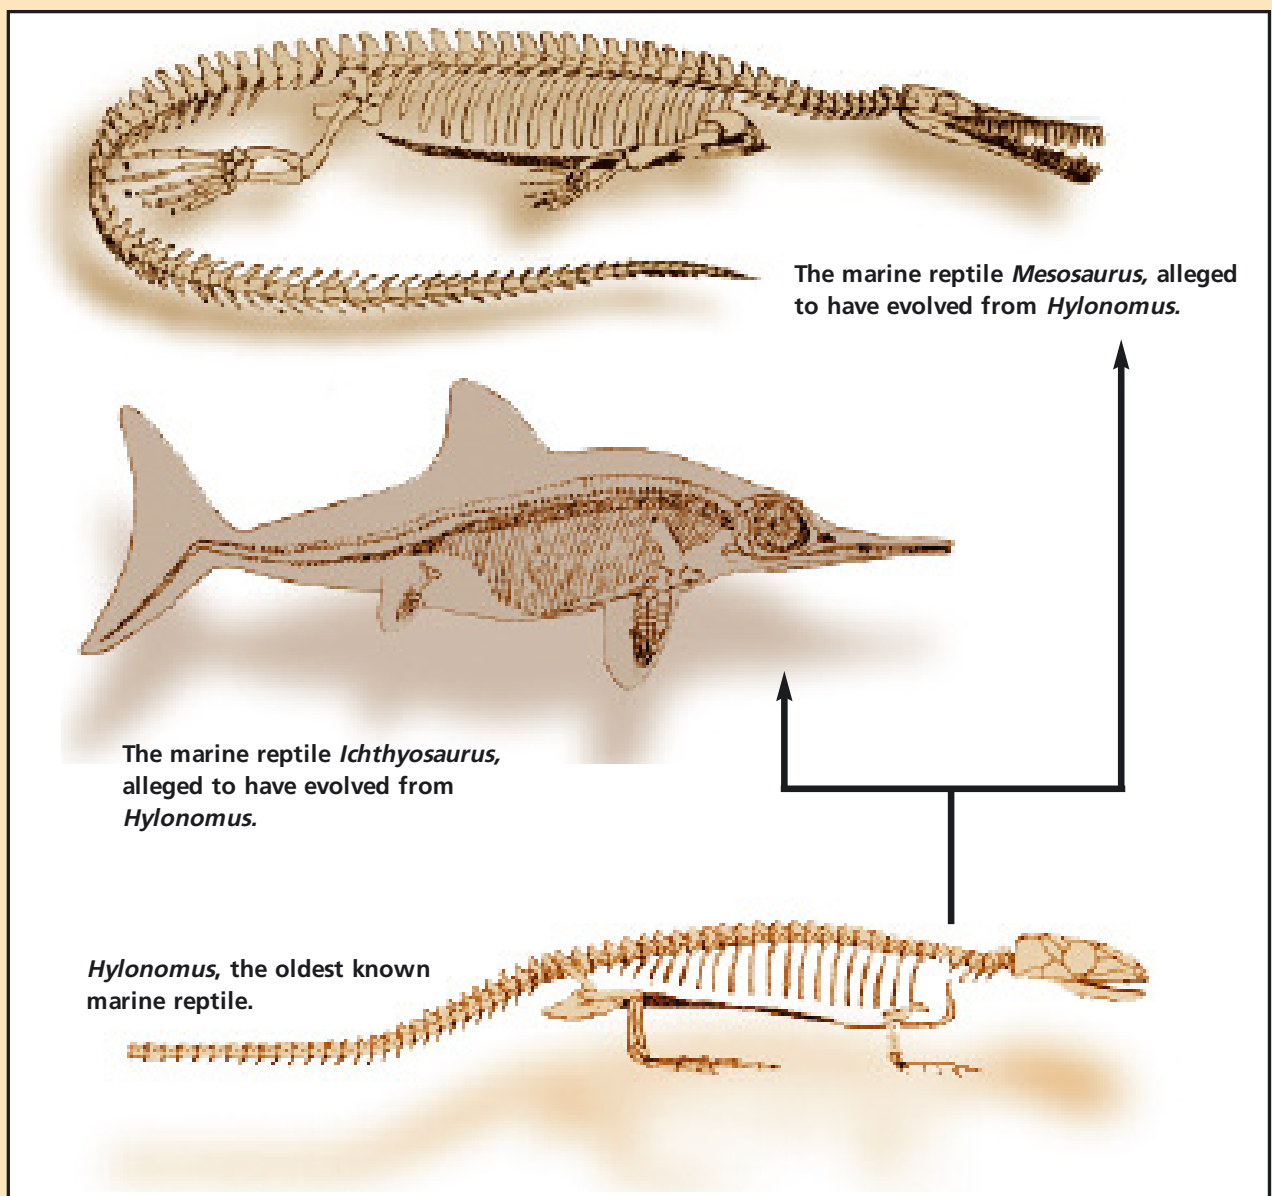 The marine reptile Mesosaurus, alleged
to have evolved from Hylonomus.
The marine reptile Ichthyosaurus,
alleged to have evolved from
Hylonomus.
Hylonomus, the oldest known
marine reptile.